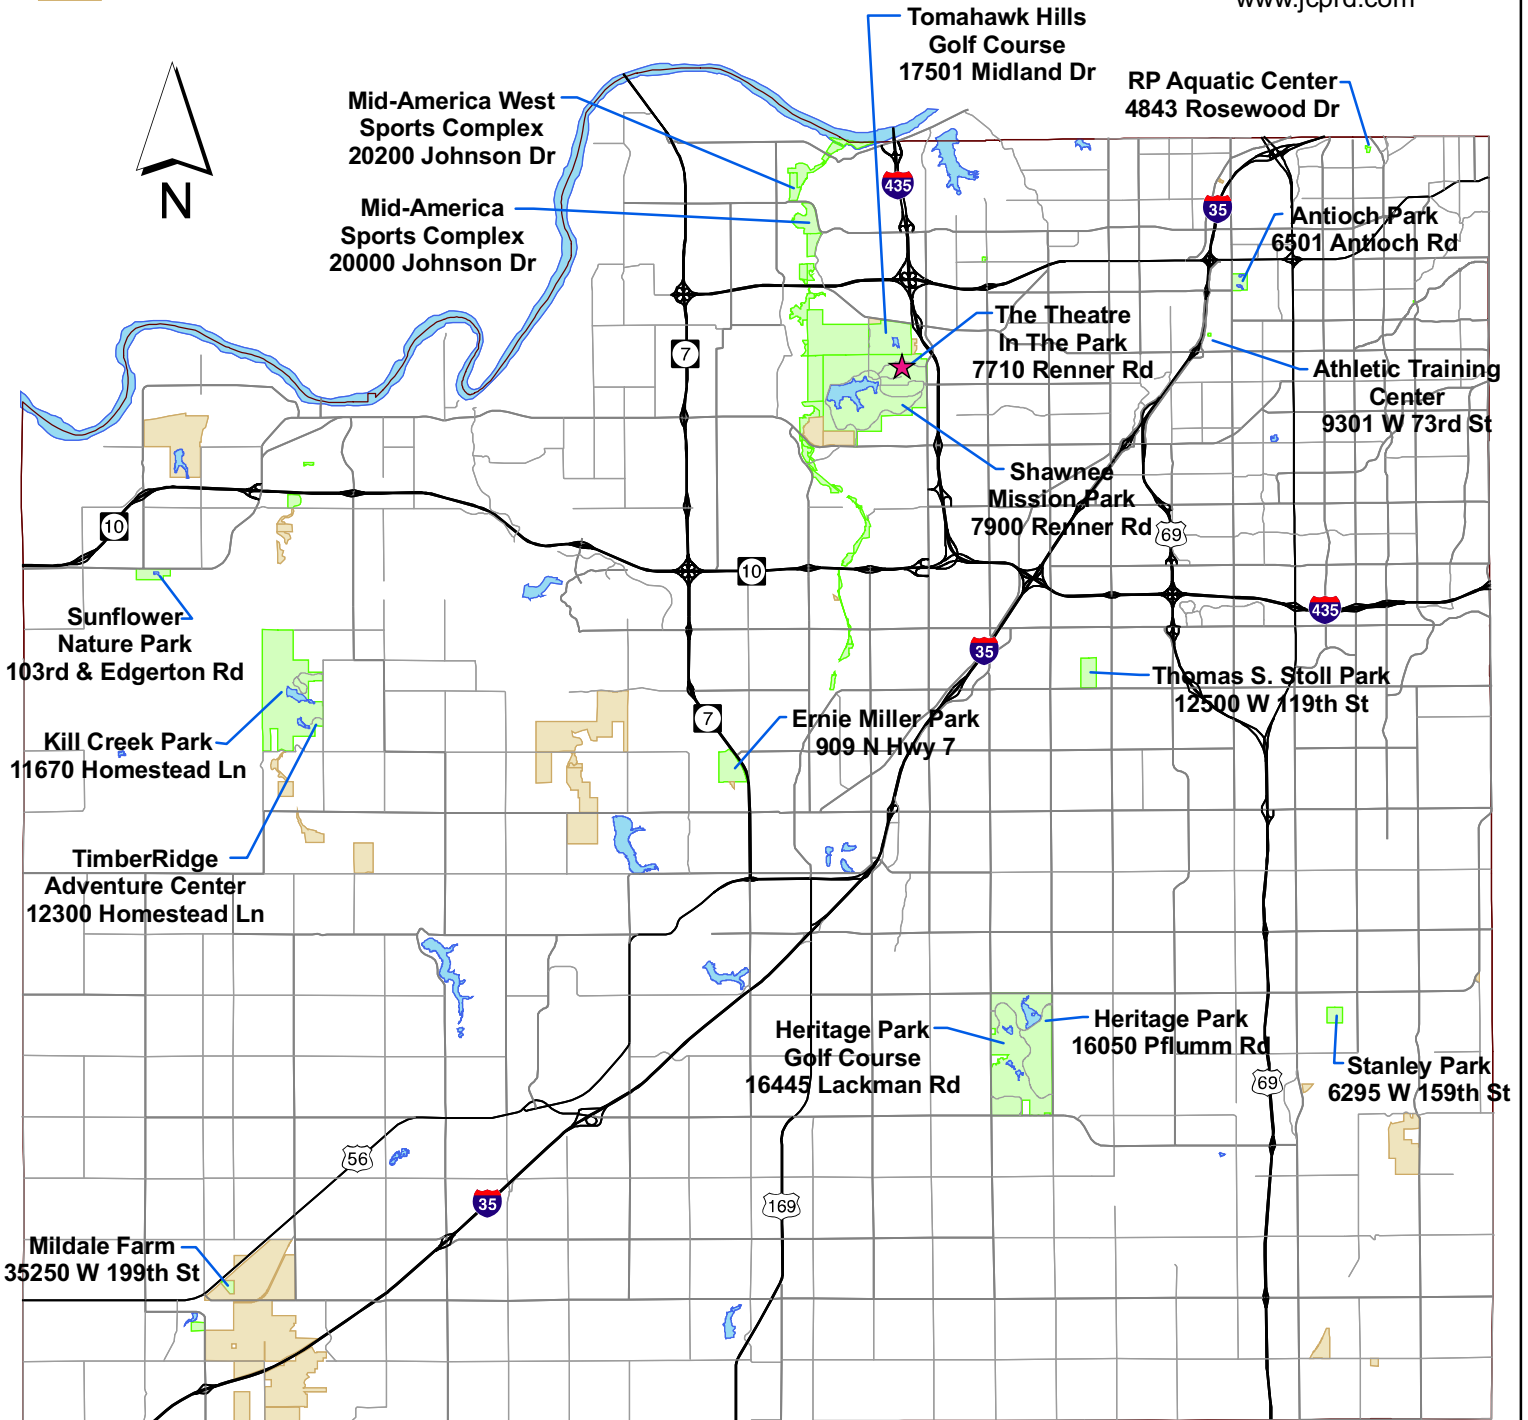 www.jcprd.com
Tomahawk Hills
Golf Course
17501 Midland Dr
RP Aquatic Center
4843 Rosewood Dr
Mid-America West
Sports Complex
20200 Johnson Dr
N
435
35
Mid-America
Sports Complex
20000 Johnson Dr
Antioch Park
6501 Antioch Rd
The Theatre
In The Park
7710 Renner Rd
7
Athletic Training
Center
9301 W 73rd St
Shawnee
Mission Park
7900 Renner Rd
10
69
10
435
Sunflower
Nature Park
103rd & Edgerton Rd
35
Thomas S. Stoll Park
12500 W 119th St
7
Ernie Miller Park
909 N Hwy 7
Kill Creek Park
11670 Homestead Ln
TimberRidge
Adventure Center
12300 Homestead Ln
Heritage Park
Golf Course
16445 Lackman Rd
Heritage Park
16050 Pflumm Rd
Stanley Park
6295 W 159th St
69
56
35
169
Mildale Farm
35250 W 199th St